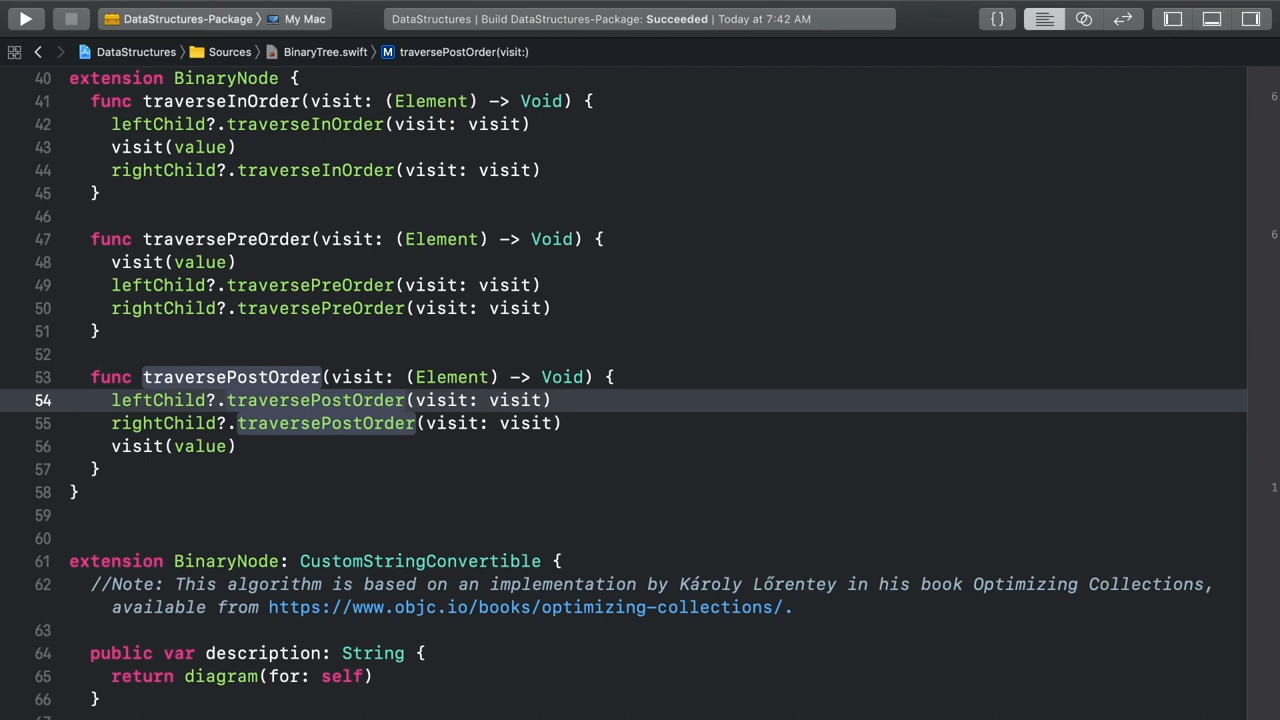 DataStructures-Package 〉 My Mac
DataStructures | Build DataStructures-Package: Succeeded | Today at 7:42 AM
{}
DataStructures 〉 Sources 〉 BinaryTree.swift 〉 M traversePostOrder(visit:)
40 extension BinaryNode {
41 func traverseInOrder(visit: (Element) -> Void) {
42 leftChild?.traverseInOrder(visit: visit)
43 visit(value)
44 rightChild?.traverseInOrder(visit: visit)
45 }
46
47 func traversePreOrder(visit: (Element) -> Void) {
48 visit(value)
49 leftChild?.traversePreOrder(visit: visit)
50 rightChild?.traversePreOrder(visit: visit)
51 }
52
53 func traversePostOrder(visit: (Element) -> Void) {
54 leftChild?.traversePostOrder(visit: visit)
55 rightChild?.traversePostOrder(visit: visit)
56 visit(value)
57 }
58 }
59
60
61 extension BinaryNode: CustomStringConvertible {
62 //Note: This algorithm is based on an implementation by Károly Lőrentey in his book Optimizing Collections,
available from https://www.objc.io/books/optimizing-collections/.
63
64 public var description: String {
65 return diagram(for: self)
66 }